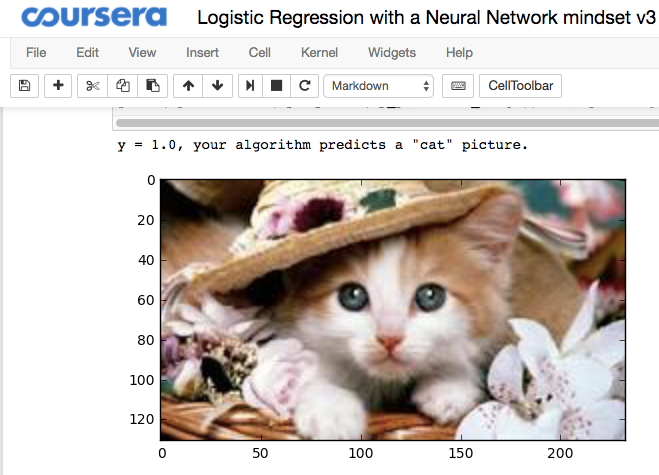 coursera Logistic Regression with a Neural Network mindset v3
File Edit View Insert Cell Kernel Widgets Help
Markdown CellToolbar
y = 1.0, your algorithm predicts a "cat" picture.
0
20
40
60
80
100
120
0 50 100 150 200